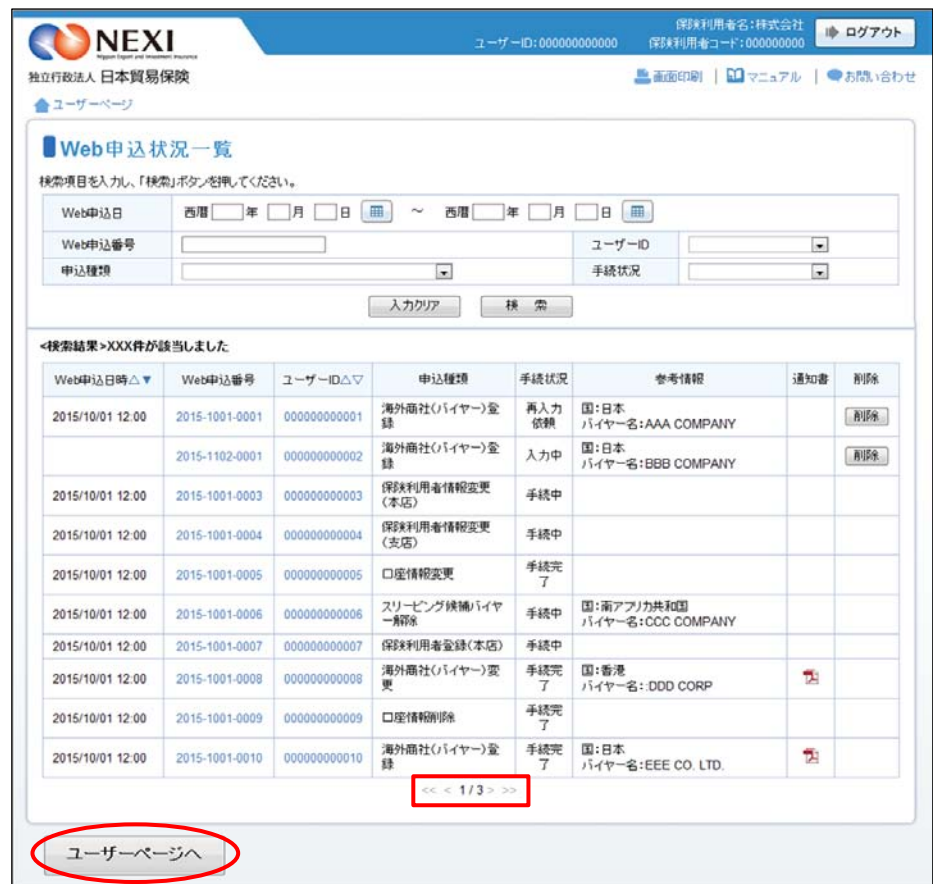 NEXI
Nippon Export and Investment Insurance
ユーザーID:000000000000
保険利用者名:株式会社
保険利用者コード:000000000
ログアウト
独立行政法人 日本貿易保険
画面印刷 | マニュアル | お問い合わせ
ユーザーページ
Web申込状況一覧
検索項目を入力し、「検索」ボタンを押してください。
Web申込日 西暦 年 月 日 ~ 西暦 年 月 日
Web申込番号 ユーザーID
申込種類 手続状況
入力クリア 検 索
<検索結果>XXX件が該当しました
Web申込日時△▼ Web申込番号 ユーザーID△▽ 申込種類 手続状況 参考情報 通知書 削除
2015/10/01 12:00 2015-1001-0001 000000000001 海外商社(バイヤー)登録 再入力依頼 国:日本 バイヤー名:AAA COMPANY 削除
2015-1102-0001 000000000002 海外商社(バイヤー)登録 入力中 国:日本 バイヤー名:BBB COMPANY 削除
2015/10/01 12:00 2015-1001-0003 000000000003 保険利用者情報変更(本店) 手続中
2015/10/01 12:00 2015-1001-0004 000000000004 保険利用者情報変更(支店) 手続中
2015/10/01 12:00 2015-1001-0005 000000000005 口座情報変更 手続完了
2015/10/01 12:00 2015-1001-0006 000000000006 スリーピング候補バイヤー解除 手続中 国:南アフリカ共和国 バイヤー名:CCC COMPANY
2015/10/01 12:00 2015-1001-0007 000000000007 保険利用者登録(本店) 手続中
2015/10/01 12:00 2015-1001-0008 000000000008 海外商社(バイヤー)変更 手続完了 国:香港 バイヤー名::DDD CORP
2015/10/01 12:00 2015-1001-0009 000000000009 口座情報削除 手続完了
2015/10/01 12:00 2015-1001-0010 000000000010 海外商社(バイヤー)登録 手続完了 国:日本 バイヤー名:EEE CO. LTD.
<< < 1/3 > >>
ユーザーページへ